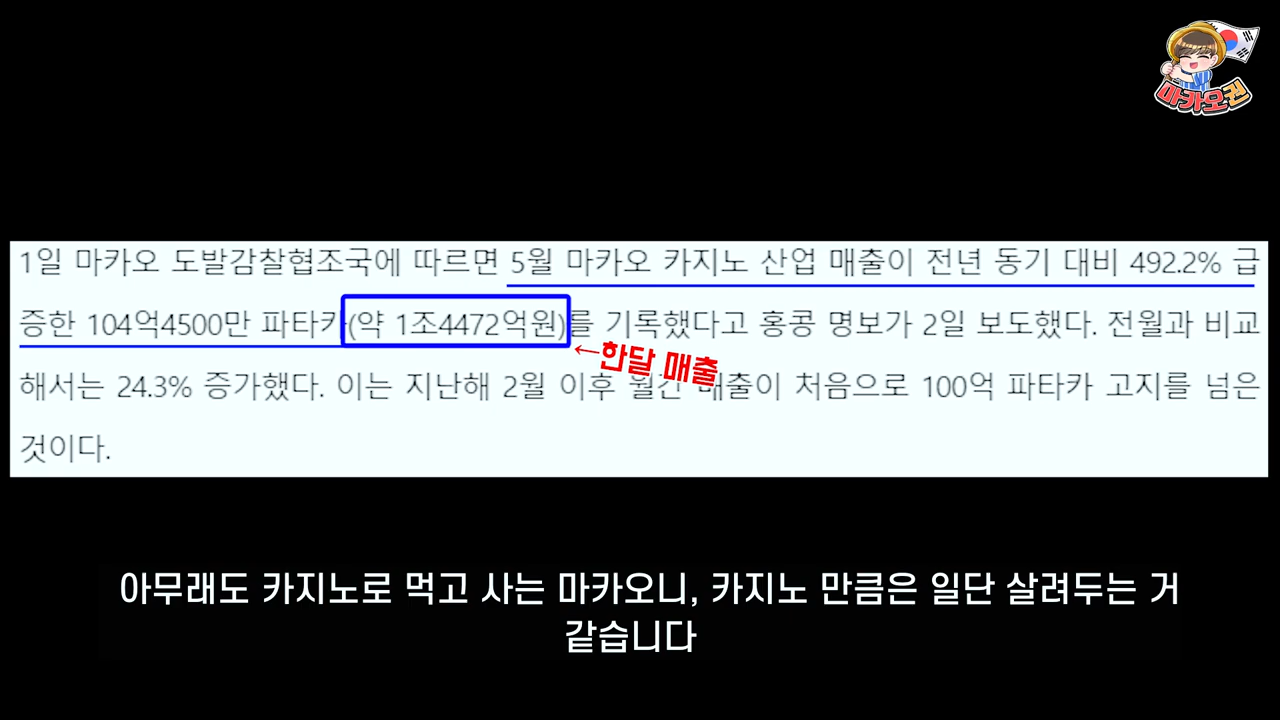 마카오권
1일 마카오 도발감찰협조국에 따르면 5월 마카오 카지노 산업 매출이 전년 동기 대비 492.2% 급
증한 104억4500만 파타카(약 1조4472억원)를 기록했다고 홍콩 명보가 2일 보도했다. 전월과 비교
←한달 매출
해서는 24.3% 증가했다. 이는 지난해 2월 이후 월간 매출이 처음으로 100억 파타카 고지를 넘은
것이다.
아무래도 카지노로 먹고 사는 마카오니, 카지노 만큼은 일단 살려두는 거
같습니다